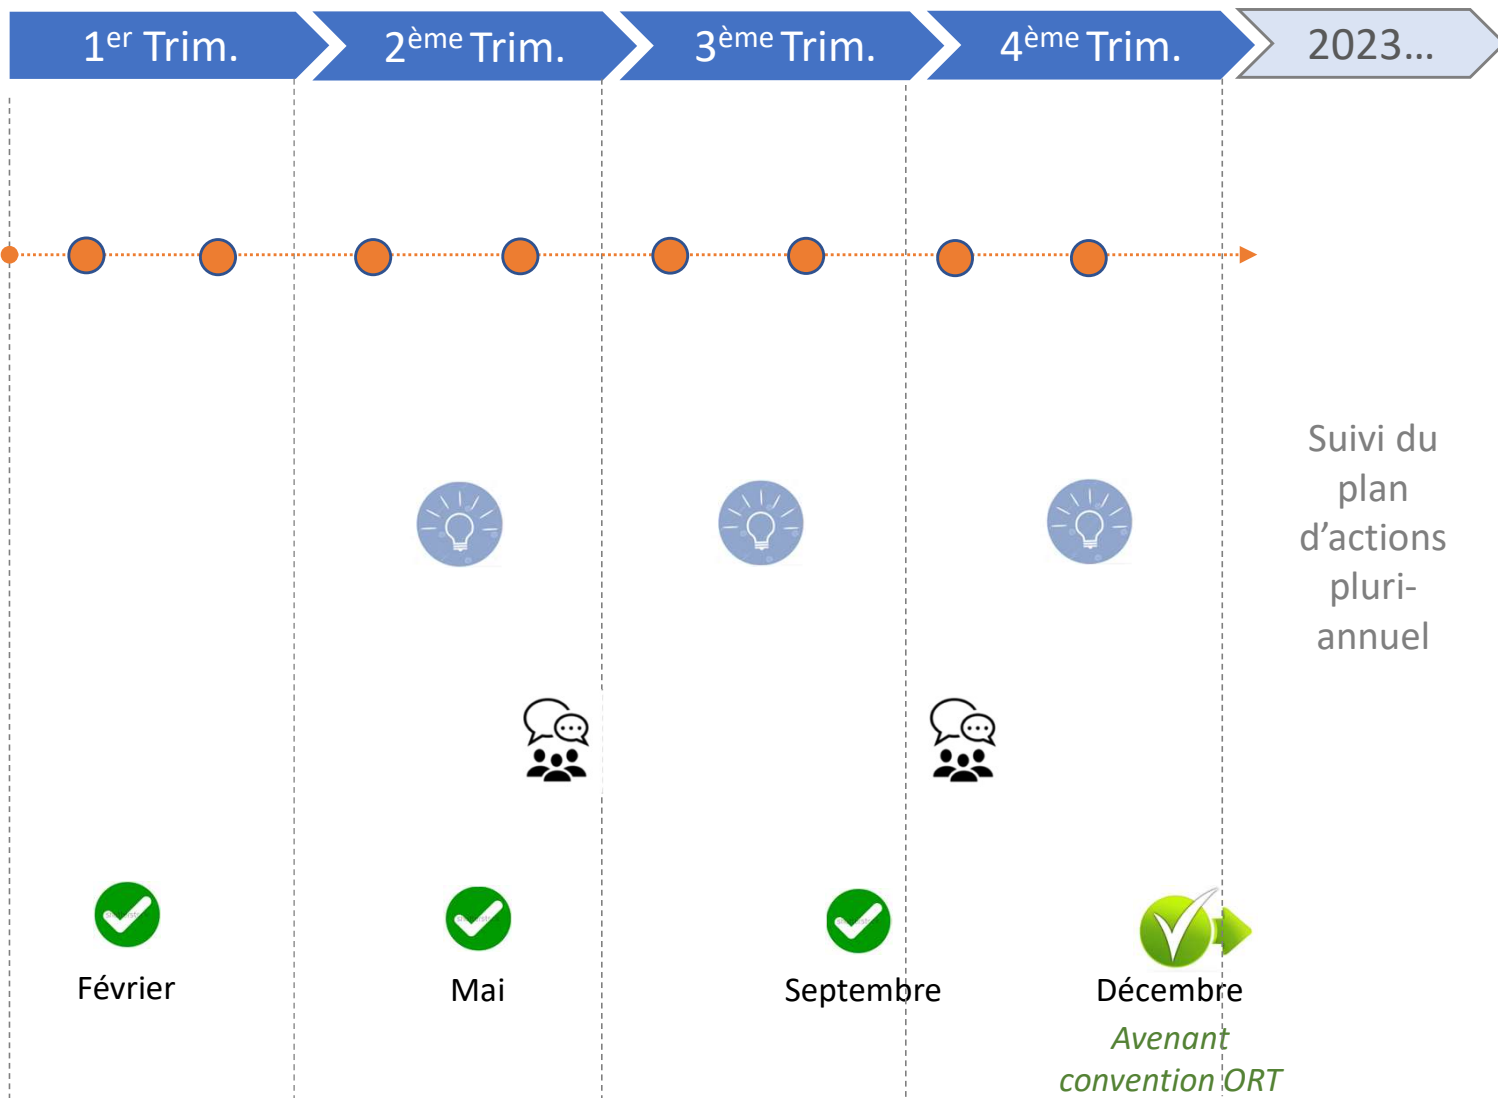 1er Trim.
2ème Trim.
3ème Trim.
4ème Trim.
2023...
Suivi du
plan
d'actions
pluri-
annuel
Février
Mai
Septembre
Décembre
Avenant
convention ORT